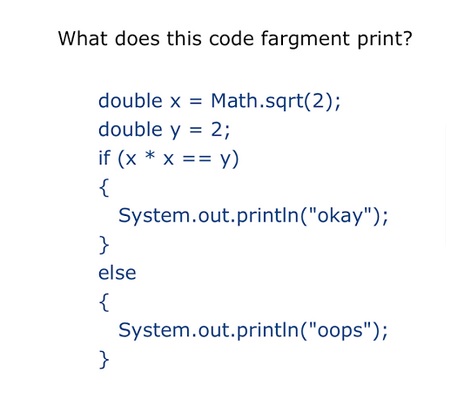 What does this code fargment print?
double x = Math.sqrt(2);
double y = 2;
if (x * x == y)
{
System.out.println("okay");
}
else
{
System.out.println("oops");
}